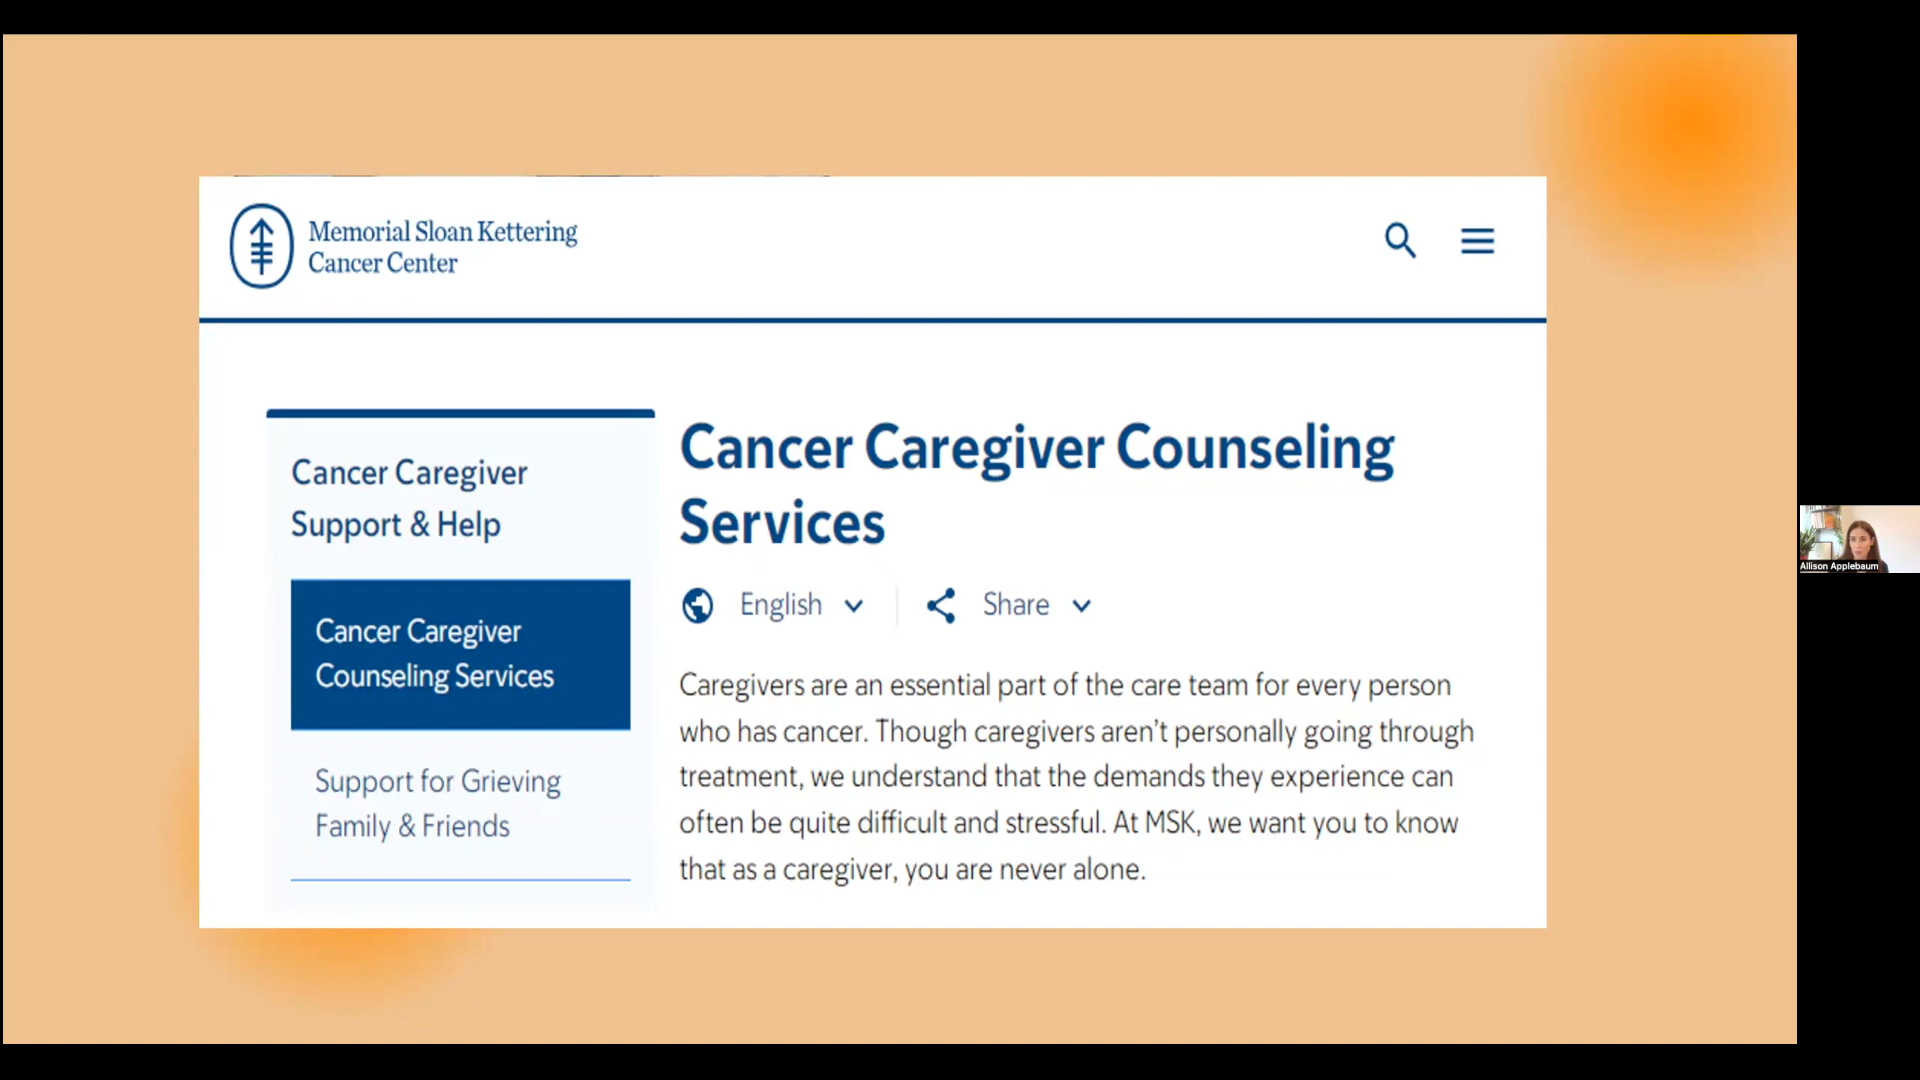 Memorial Sloan Kettering
Cancer Center
Cancer Caregiver
Support & Help
Cancer Caregiver
Counseling Services
Support for Grieving
Family & Friends
Cancer Caregiver Counseling
Services
English
Share
Caregivers are an essential part of the care team for every person
who has cancer. Though caregivers aren’t personally going through
treatment, we understand that the demands they experience can
often be quite difficult and stressful. At MSK, we want you to know
that as a caregiver, you are never alone.
Allison Applebaum